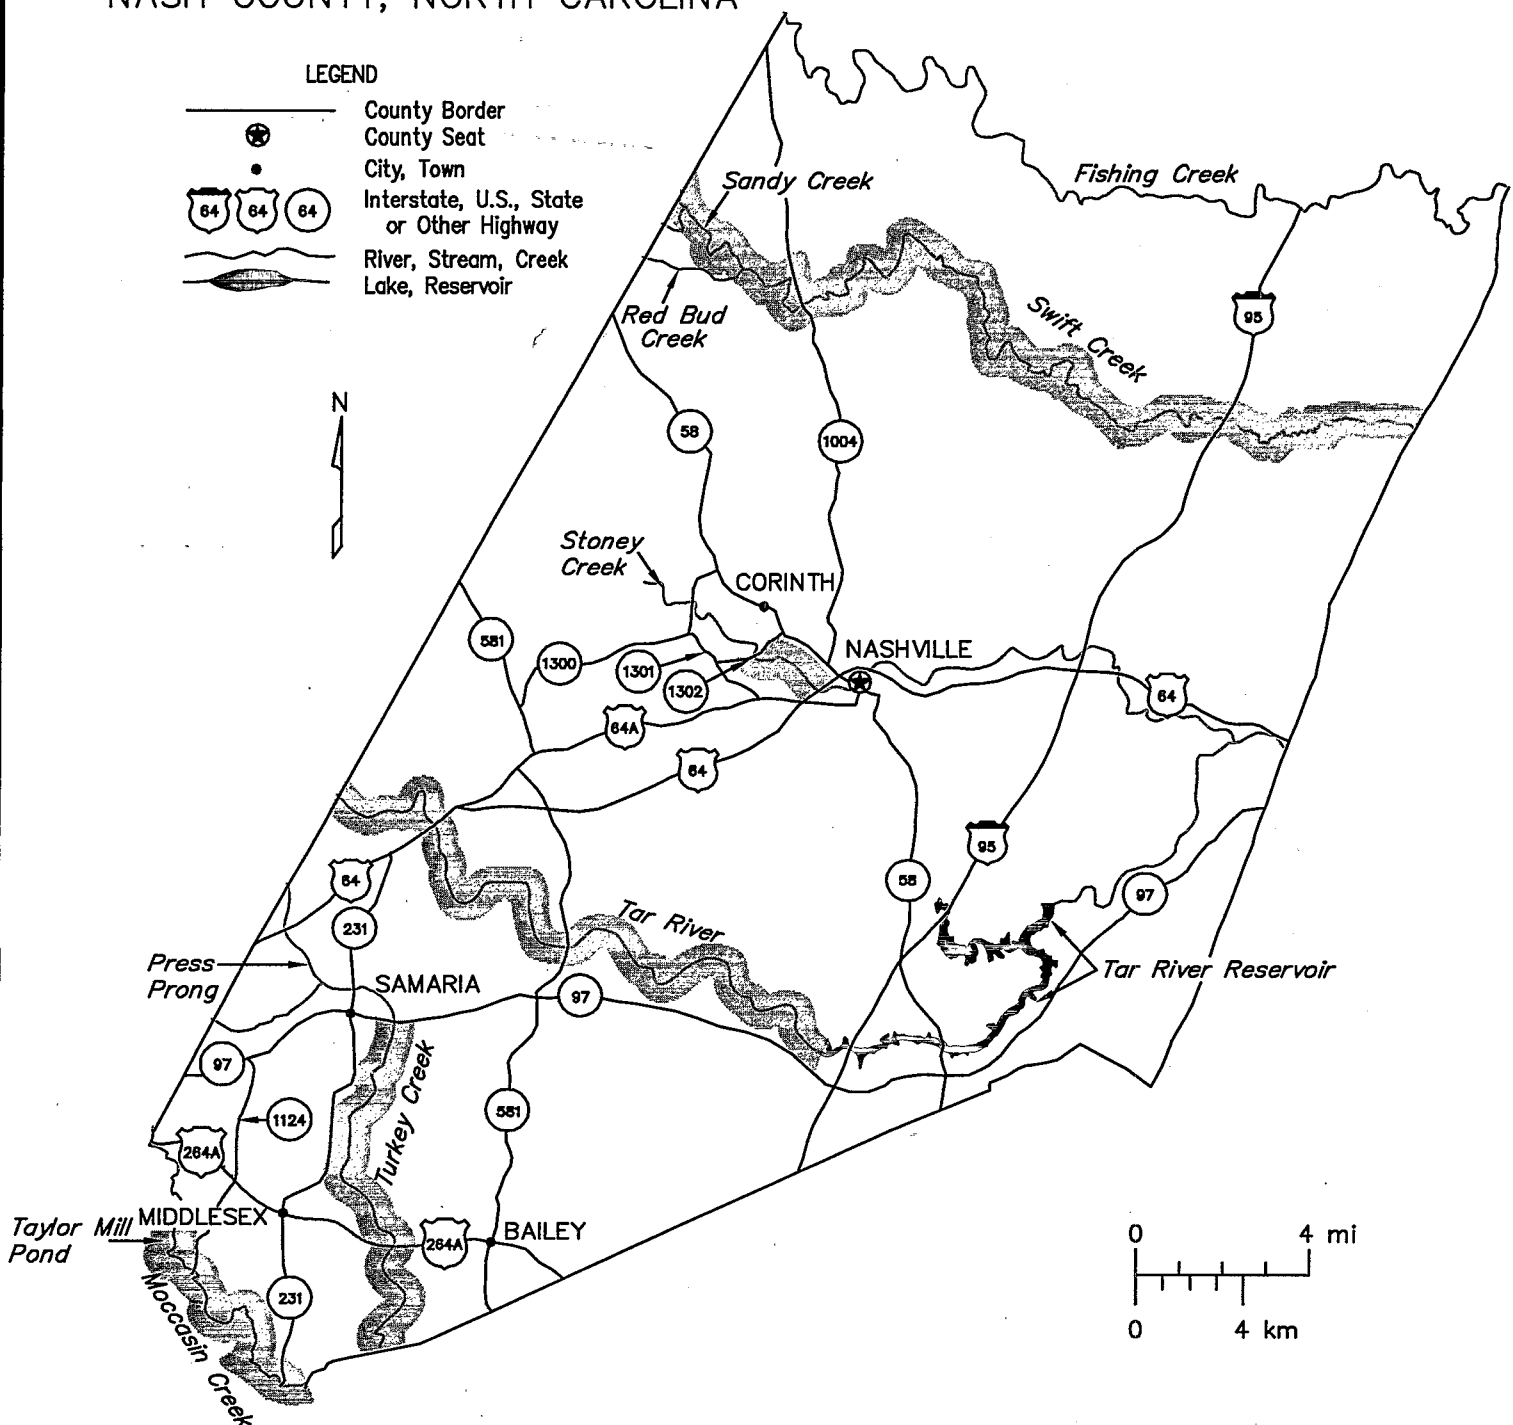 NASH COUNTY, NORTH CAROLINA
LEGEND
County Border
County Seat
City, Town
64 64 64 Interstate, U.S., State
or Other Highway
River, Stream, Creek
Lake, Reservoir
Fishing Creek
Sandy Creek
95
Red Bud
Creek
Swift Creek
N
58
1004
Stoney
Creek
CORINTH
581
1300
1301
1302
NASHVILLE
64
64A
64
95
64
58
97
231
Tar River
Press
Prong
SAMARIA
97
Tar River Reservoir
97
1124
Turkey Creek
581
264A
Taylor Mill
Pond
MIDDLESEX
264A
BAILEY
0 4 mi
Moccasin Creek
231
0 4 km